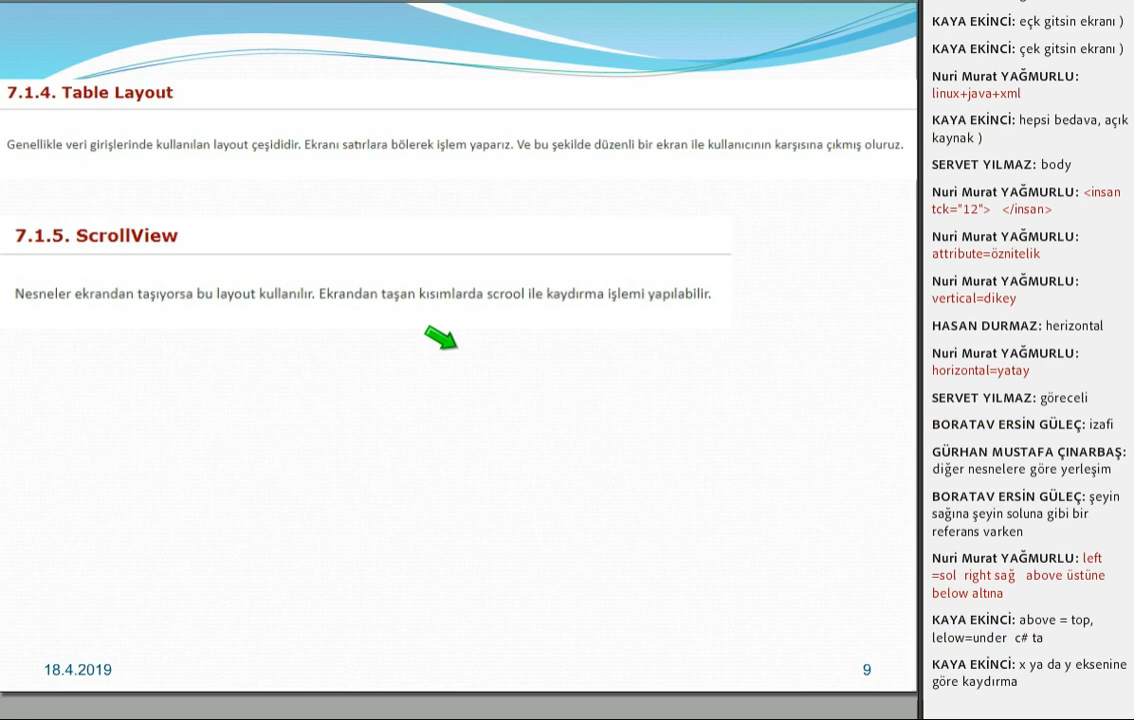 7.1.4. Table Layout
Genellikle veri girişlerinde kullanılan layout çeşididir. Ekranı satırlara bölerek işlem yaparız. Ve bu şekilde düzenli bir ekran ile kullanıcının karşısına çıkmış oluruz.
7.1.5. ScrollView
Nesneler ekrandan taşıyorsa bu layout kullanılır. Ekrandan taşan kısımlarda scrool ile kaydırma işlemi yapılabilir.
18.4.2019
9
KAYA EKİNCİ: eçk gitsin ekranı )
KAYA EKİNCİ: çek gitsin ekranı )
Nuri Murat YAĞMURLU:
linux+java+xml
KAYA EKİNCİ: hepsi bedava, açık
kaynak )
SERVET YILMAZ: body
Nuri Murat YAĞMURLU: <insan
tck="12">   </insan>
Nuri Murat YAĞMURLU:
attribute=öznitelik
Nuri Murat YAĞMURLU:
vertical=dikey
HASAN DURMAZ: herizontal
Nuri Murat YAĞMURLU:
horizontal=yatay
SERVET YILMAZ: göreceli
BORATAV ERSİN GÜLEÇ: izafi
GÜRHAN MUSTAFA ÇINARBAŞ:
diğer nesnelere göre yerleşim
BORATAV ERSİN GÜLEÇ: şeyin
sağına şeyin soluna gibi bir
referans varken
Nuri Murat YAĞMURLU: left
=sol  right sağ   above üstüne
below altına
KAYA EKİNCİ: above = top,
lelow=under  c# ta
KAYA EKİNCİ: x ya da y eksenine
göre kaydırma